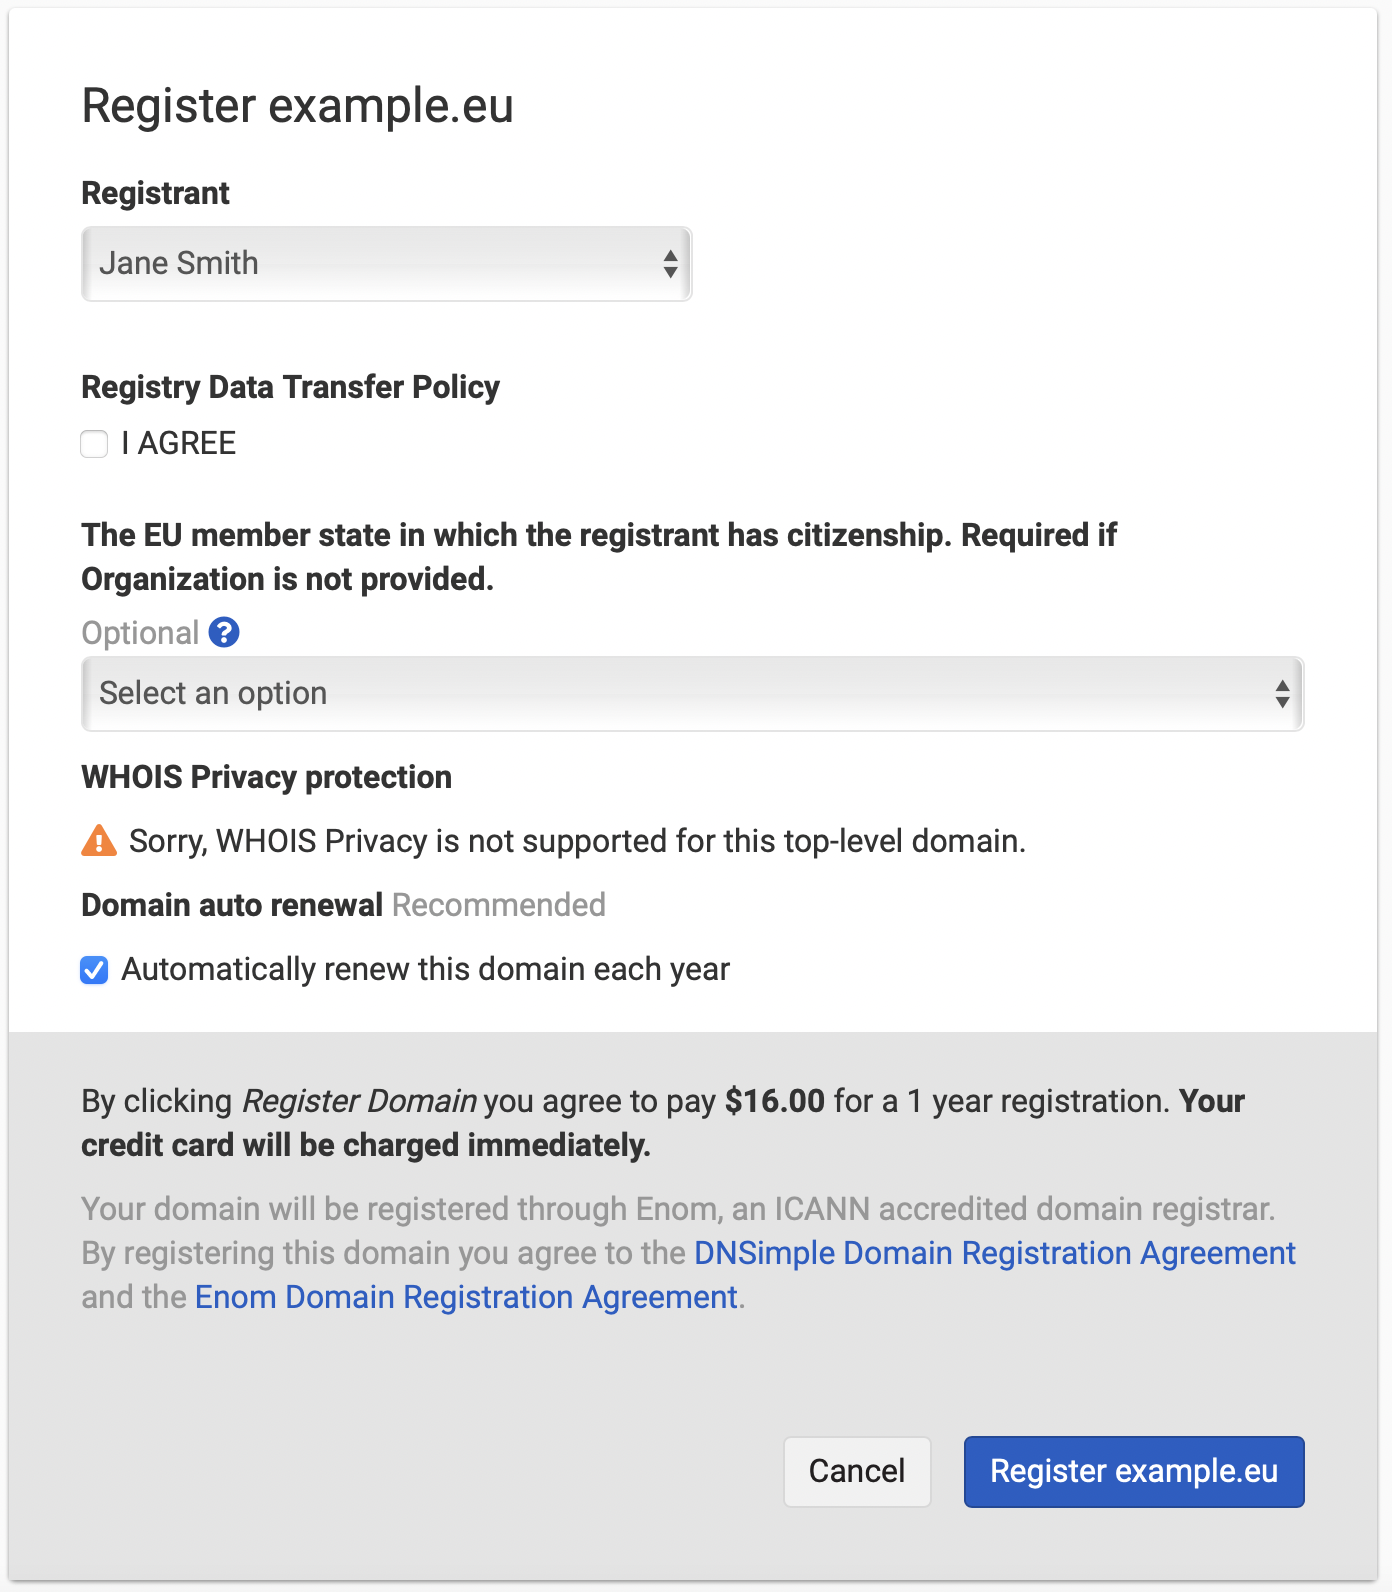 Register example.eu
Registrant
Jane Smith
Registry Data Transfer Policy
I AGREE
The EU member state in which the registrant has citizenship. Required if
Organization is not provided.
Optional ?
Select an option
WHOIS Privacy protection
Sorry, WHOIS Privacy is not supported for this top-level domain.
Domain auto renewal Recommended
Automatically renew this domain each year
By clicking Register Domain you agree to pay $16.00 for a 1 year registration. Your
credit card will be charged immediately.
Your domain will be registered through Enom, an ICANN accredited domain registrar.
By registering this domain you agree to the DNSimple Domain Registration Agreement
and the Enom Domain Registration Agreement.
Cancel
Register example.eu